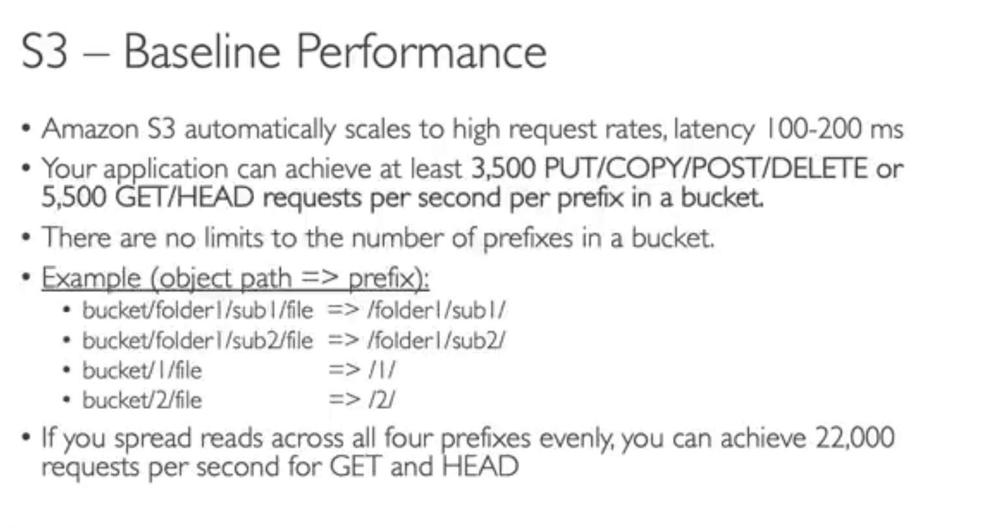 S3 – Baseline Performance
• Amazon S3 automatically scales to high request rates, latency 100-200 ms
• Your application can achieve at least 3,500 PUT/COPY/POST/DELETE or
5,500 GET/HEAD requests per second per prefix in a bucket.
• There are no limits to the number of prefixes in a bucket.
• Example (object path => prefix):
• bucket/folder1/sub1/file => /folder1/sub1/
• bucket/folder1/sub2/file => /folder1/sub2/
• bucket/1/file => /1/
• bucket/2/file => /2/
• If you spread reads across all four prefixes evenly, you can achieve 22,000
requests per second for GET and HEAD